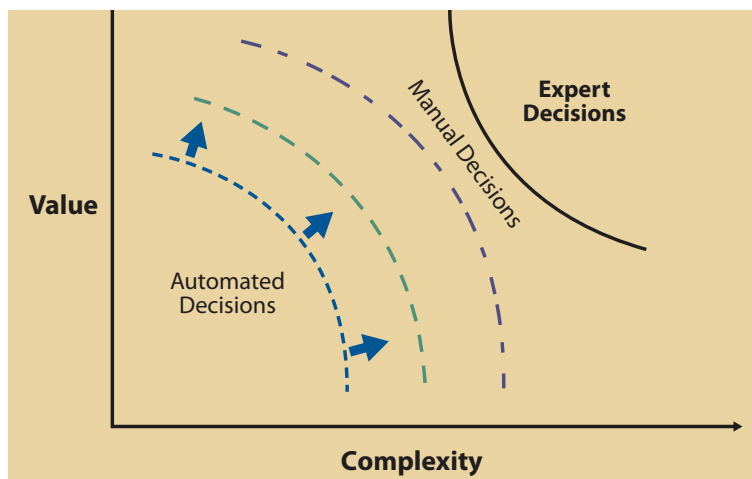 Expert
Decisions
Manual Decisions
Value
Automated
Decisions
Complexity